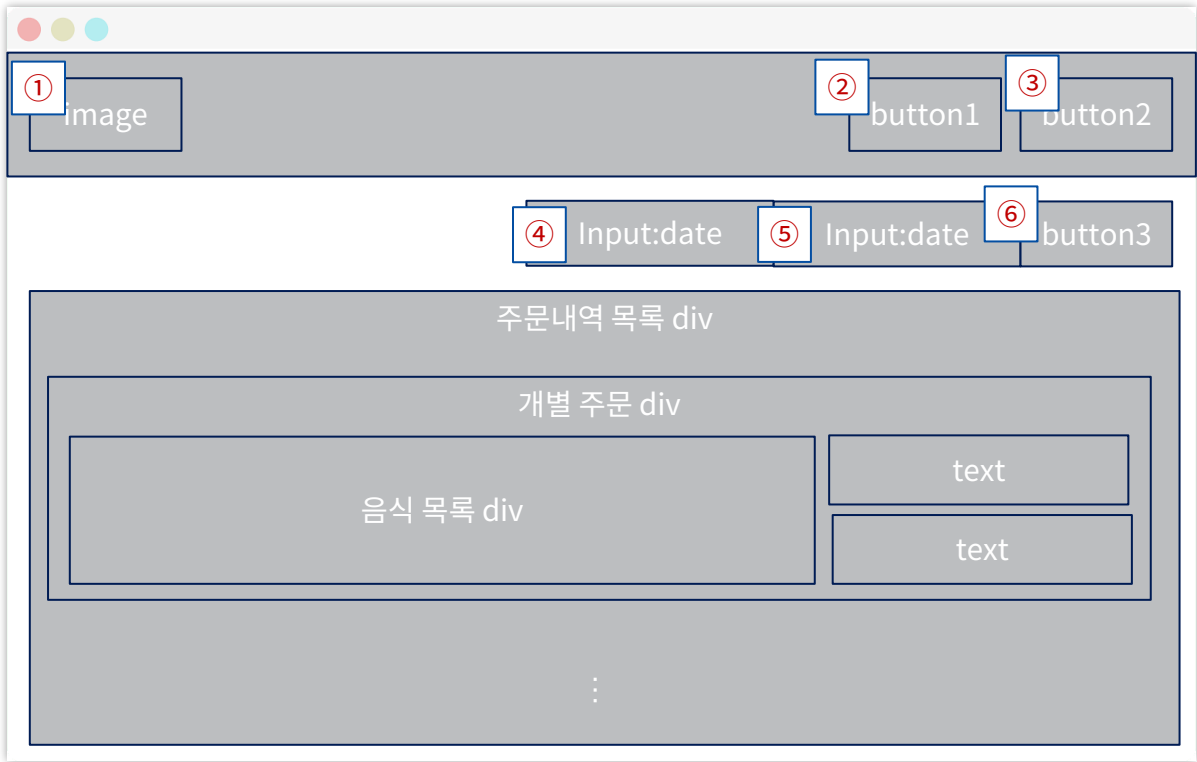 ①
image
②
button1
③
button2
④
Input:date
⑤
Input:date
⑥
button3
주문내역 목록 div
개별 주문 div
음식 목록 div
text
text
⋮